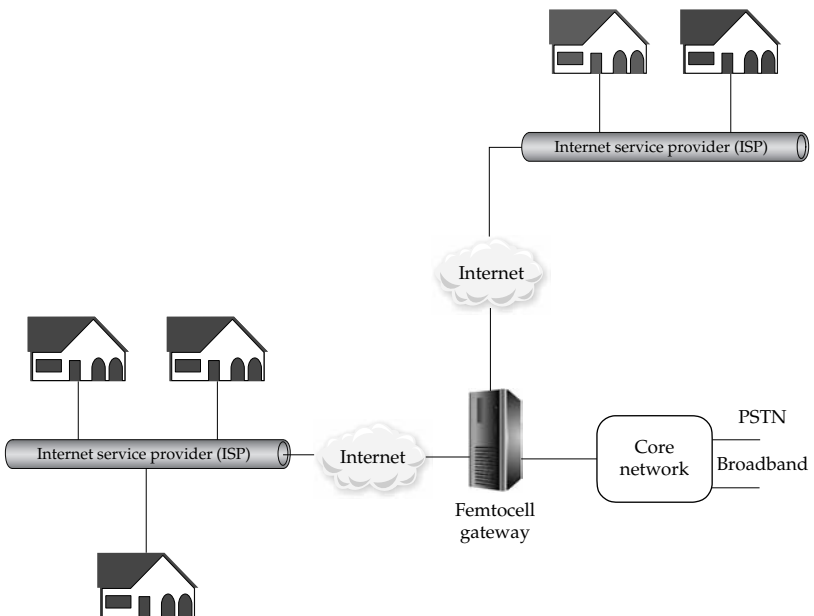 Internet service provider (ISP)
Internet
PSTN
Core
network
Broadband
Internet service provider (ISP)
Internet
Femtocell
gateway